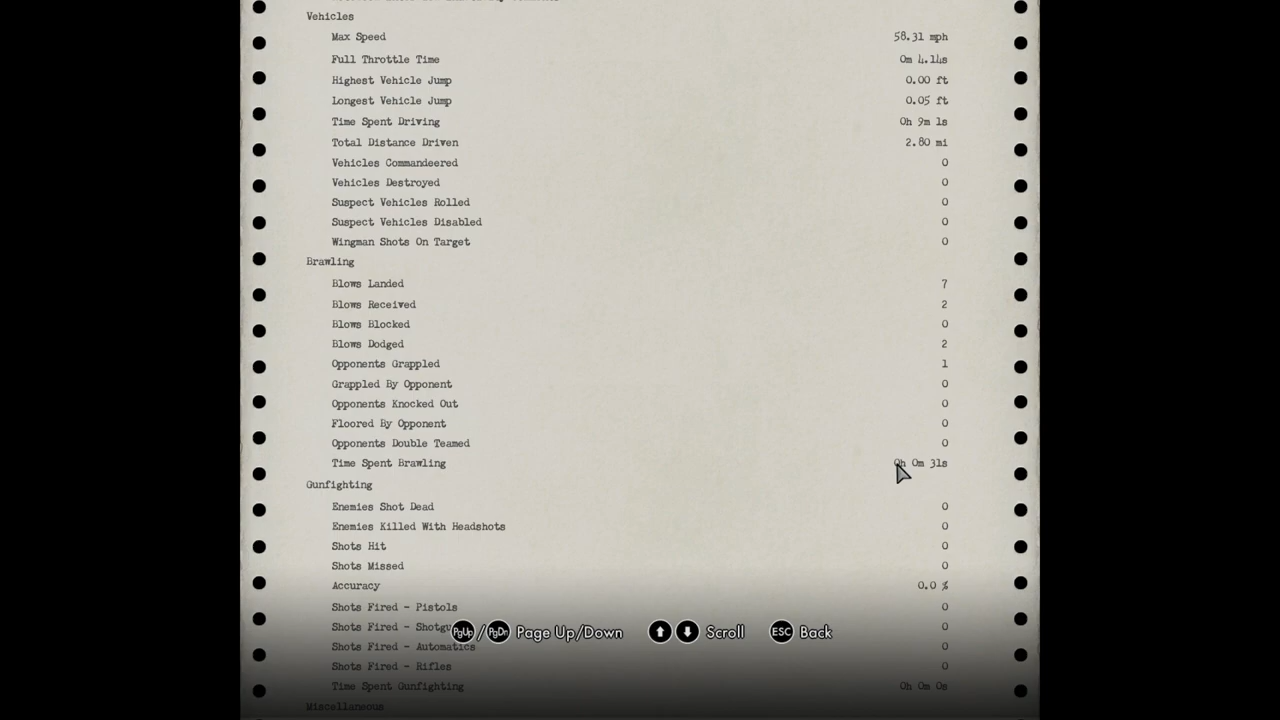 Vehicles
Max Speed 58.31 mph
Full Throttle Time 0m 4.14s
Highest Vehicle Jump 0.00 ft
Longest Vehicle Jump 0.05 ft
Time Spent Driving 0h 9m 1s
Total Distance Driven 2.80 mi
Vehicles Commandeered 0
Vehicles Destroyed 0
Suspect Vehicles Rolled 0
Suspect Vehicles Disabled 0
Wingman Shots On Target 0
Brawling
Blows Landed 7
Blows Received 2
Blows Blocked 0
Blows Dodged 2
Opponents Grappled 1
Grappled By Opponent 0
Opponents Knocked Out 0
Floored By Opponent 0
Opponents Double Teamed 0
Time Spent Brawling 0h 0m 31s
Gunfighting
Enemies Shot Dead 0
Enemies Killed With Headshots 0
Shots Hit 0
Shots Missed 0
Accuracy 0.0 %
Shots Fired - Pistols 0
Shots Fired - 0
PgUp / PgDn Page Up/Down Scroll ESC Back
Shots Fired - Automatics 0
Shots Fired - Rifles 0
Time Spent Gunfighting 0h 0m 0s
Miscellaneous